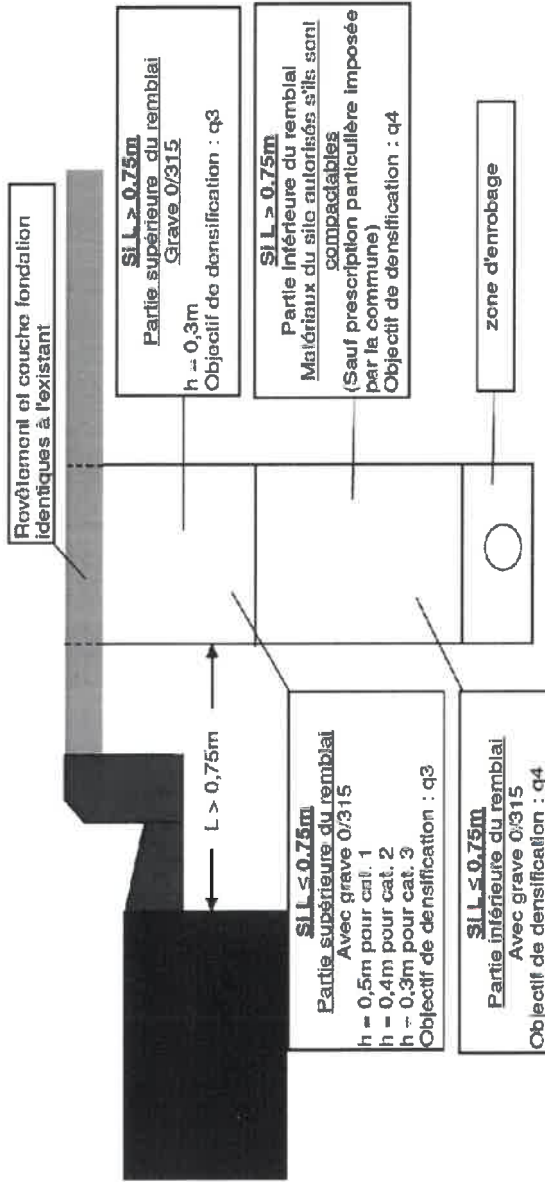 Revêtement et couche fondation
identiques à l'existant
Si L > 0.75m
Partie supérieure du remblai
Grave 0/315
h = 0,3m
Objectif de densification : q3
Si L > 0.75m
Partie inférieure du remblai
Matériaux du site autorisés s'ils sont
compactables
(Sauf prescription particulière imposée
par la commune)
Objectif de densification : q4
zone d'enrobage
L > 0,75m
Si L ≤ 0.75m
Partie supérieure du remblai
Avec grave 0/315
h = 0,5m pour cat. 1
h = 0,4m pour cat. 2
h = 0,3m pour cat. 3
Objectif de densification : q3
Si L ≤ 0.75m
Partie inférieure du remblai
Avec grave 0/315
Objectif de densification : q4